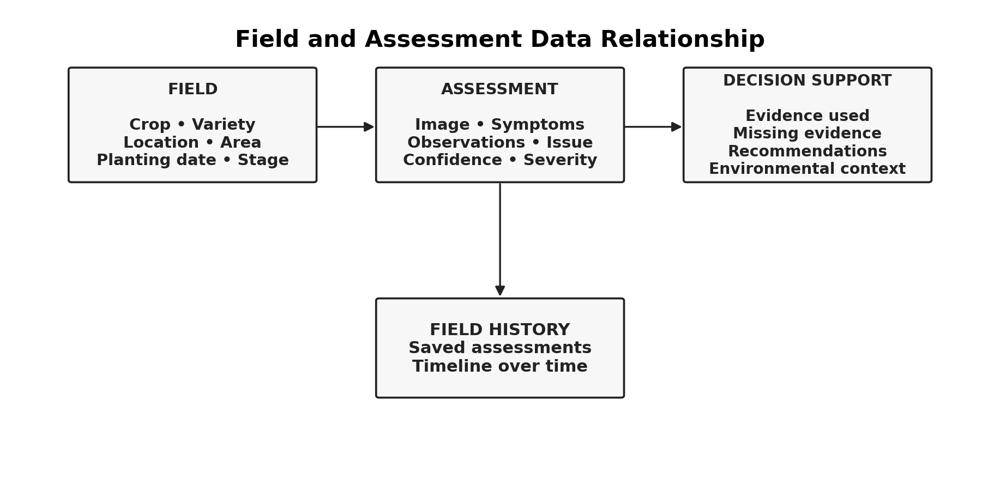 Field and Assessment Data Relationship
FIELD
Crop • Variety
Location • Area
Planting date • Stage
ASSESSMENT
Image • Symptoms
Observations • Issue
Confidence • Severity
DECISION SUPPORT
Evidence used
Missing evidence
Recommendations
Environmental context
FIELD HISTORY
Saved assessments
Timeline over time